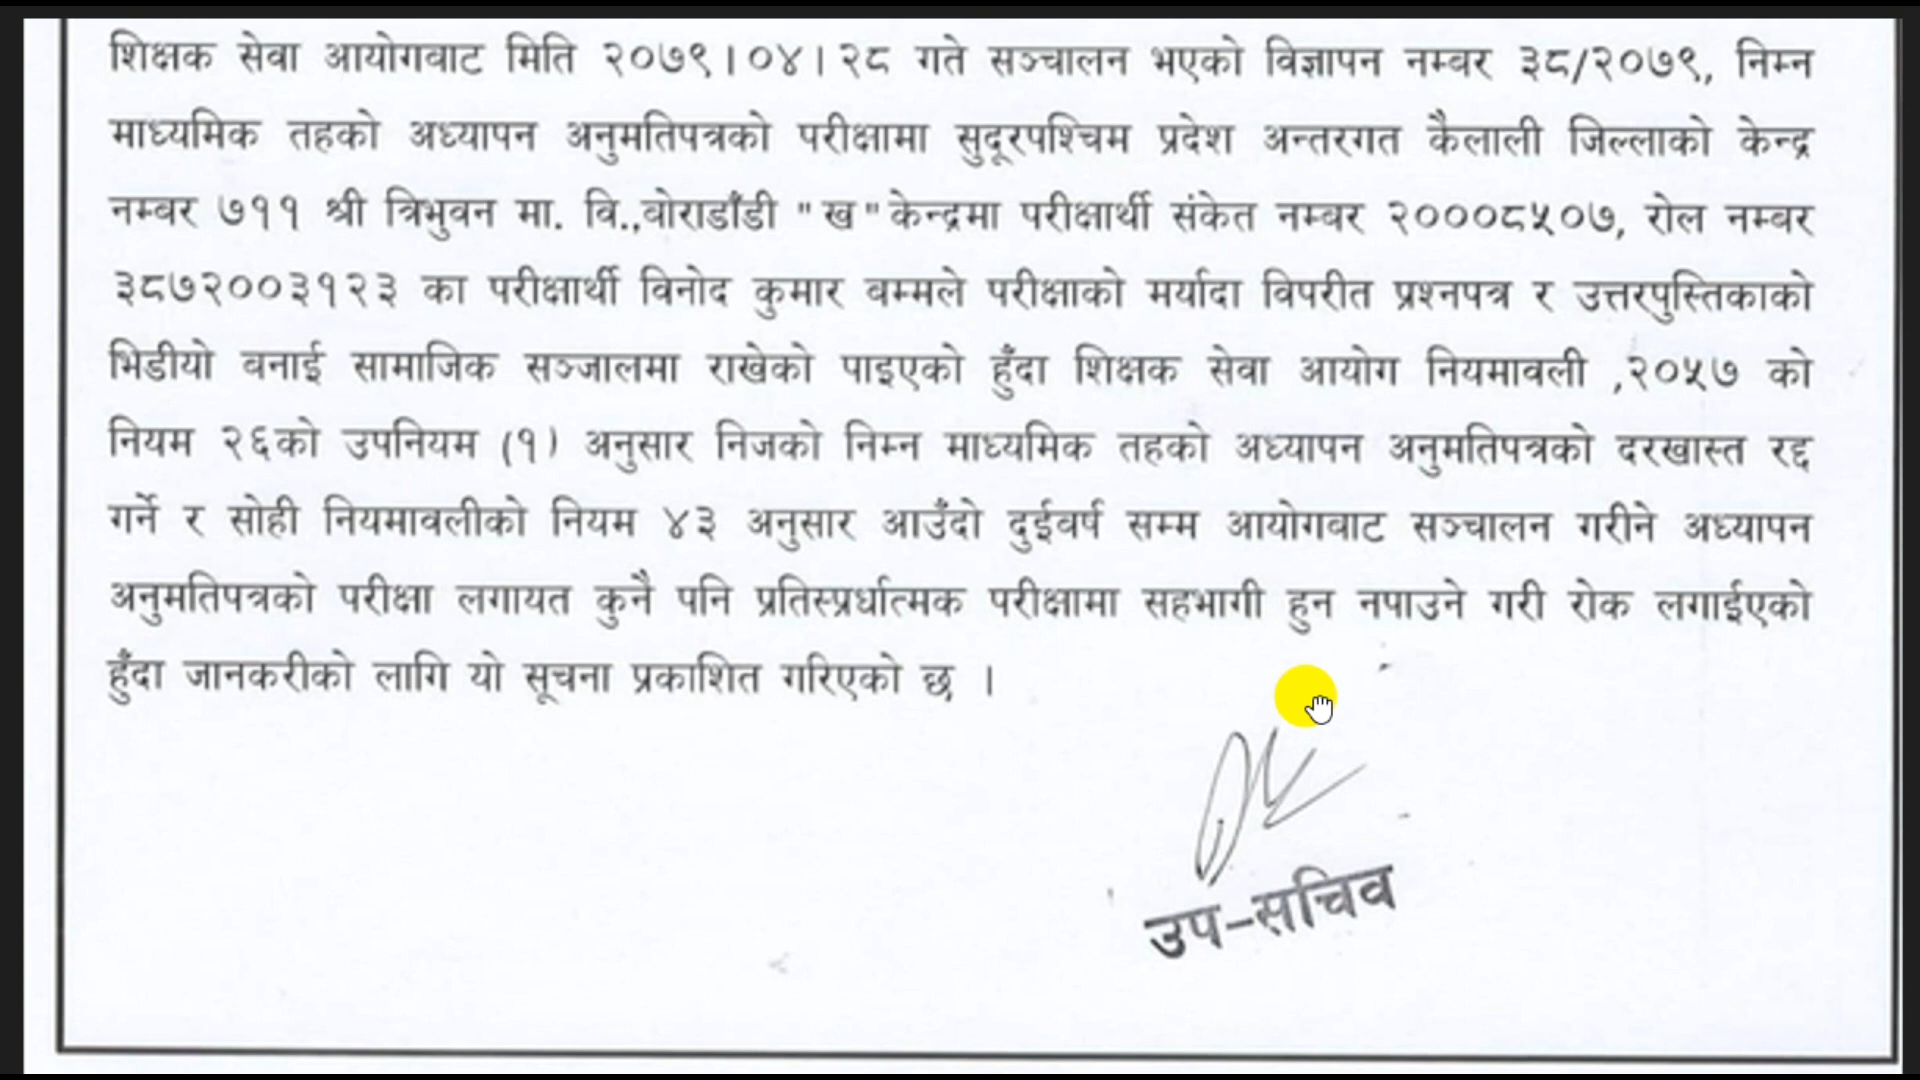 शिक्षक सेवा आयोगबाट मिति २०७९।०४।२८ गते सञ्चालन भएको विज्ञापन नम्बर ३८/२०७९, निम्न
माध्यमिक तहको अध्यापन अनुमतिपत्रको परीक्षामा सुदूरपश्चिम प्रदेश अन्तरगत कैलाली जिल्लाको केन्द्र
नम्बर ७११ श्री त्रिभुवन मा. वि.,बोराडाँडी "ख" केन्द्रमा परीक्षार्थी संकेत नम्बर २०००८५०७, रोल नम्बर
३८७२००३१२३ का परीक्षार्थी विनोद कुमार बम्मले परीक्षाको मर्यादा विपरीत प्रश्नपत्र र उत्तरपुस्तिकाको
भिडीयो बनाई सामाजिक सञ्जालमा राखेको पाइएको हुँदा शिक्षक सेवा आयोग नियमावली ,२०५७ को
नियम २६को उपनियम (१) अनुसार निजको निम्न माध्यमिक तहको अध्यापन अनुमतिपत्रको दरखास्त रद्द
गर्ने र सोही नियमावलीको नियम ४३ अनुसार आउँदो दुईवर्ष सम्म आयोगबाट सञ्चालन गरीने अध्यापन
अनुमतिपत्रको परीक्षा लगायत कुनै पनि प्रतिस्प्रर्धात्मक परीक्षामा सहभागी हुन नपाउने गरी रोक लगाईएको
हुँदा जानकरीको लागि यो सूचना प्रकाशित गरिएको छ ।
उप-सचिव